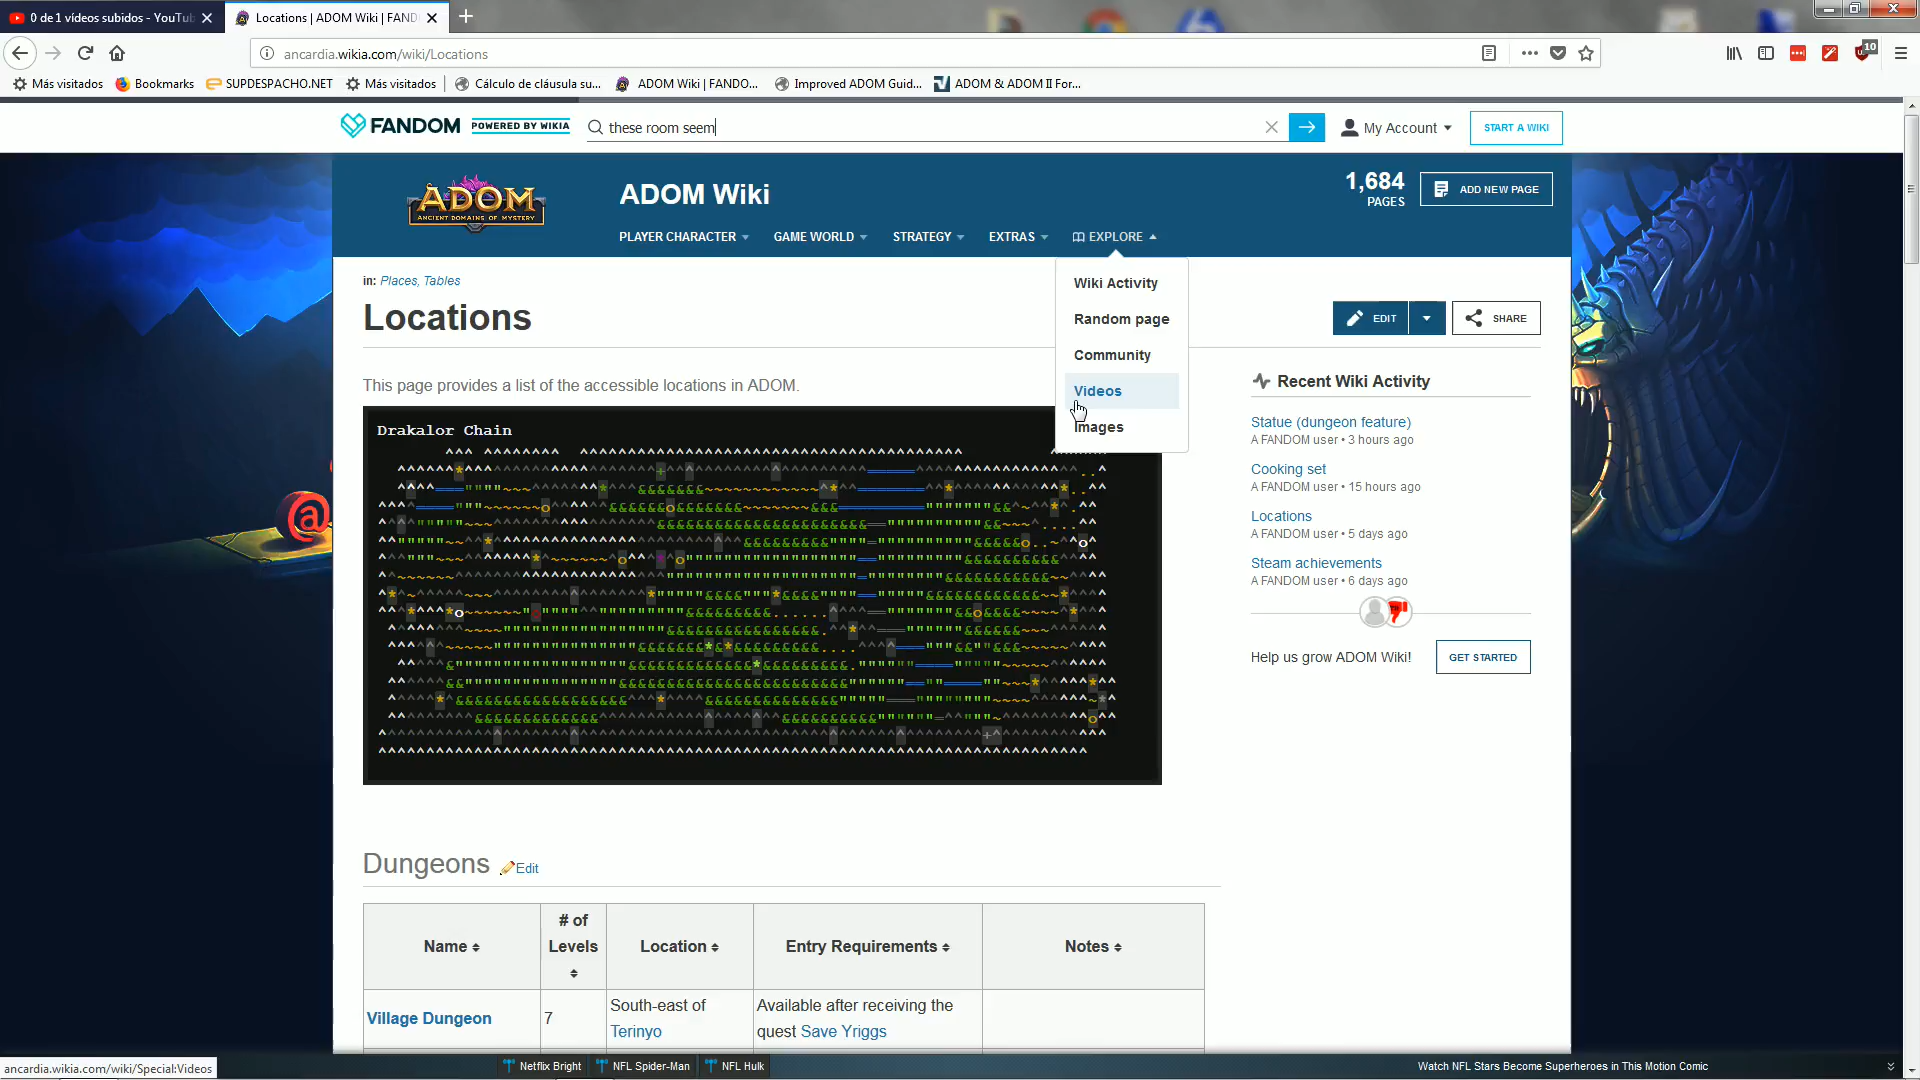 0 de 1 vídeos subidos - YouTub
Locations | ADOM Wiki | FAND
ancardia.wikia.com/wiki/Locations
10
Más visitados
Bookmarks
SUPDESPACHO.NET
Más visitados
Cálculo de cláusula su...
ADOM Wiki | FANDO...
Improved ADOM Guid...
ADOM & ADOM II For...
FANDOM
POWERED BY WIKIA
these room seem
My Account
START A WIKI
ADOM
ANCIENT DOMAINS OF MYSTERY
ADOM Wiki
1,684
PAGES
ADD NEW PAGE
PLAYER CHARACTER
GAME WORLD
STRATEGY
EXTRAS
EXPLORE
Wiki Activity
Random page
Community
Videos
Images
in: Places, Tables
Locations
EDIT
SHARE
This page provides a list of the accessible locations in ADOM.
Drakalor Chain
Recent Wiki Activity
Statue (dungeon feature)
A FANDOM user • 3 hours ago
Cooking set
A FANDOM user • 15 hours ago
Locations
A FANDOM user • 5 days ago
Steam achievements
A FANDOM user • 6 days ago
Help us grow ADOM Wiki!
GET STARTED
Dungeons
Edit
Name
# of Levels
Location
Entry Requirements
Notes
Village Dungeon
7
South-east of
Terinyo
Available after receiving the
quest Save Yriggs
ancardia.wikia.com/wiki/Special:Videos
Netflix Bright
NFL Spider-Man
NFL Hulk
Watch NFL Stars Become Superheroes in This Motion Comic